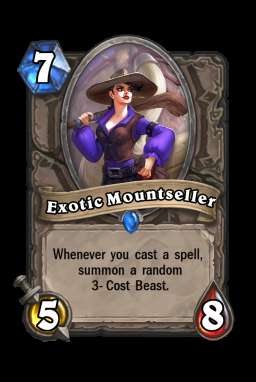 7
Exotic Mountseller
Whenever you cast a spell,
summon a random
3- Cost Beast.
5
8